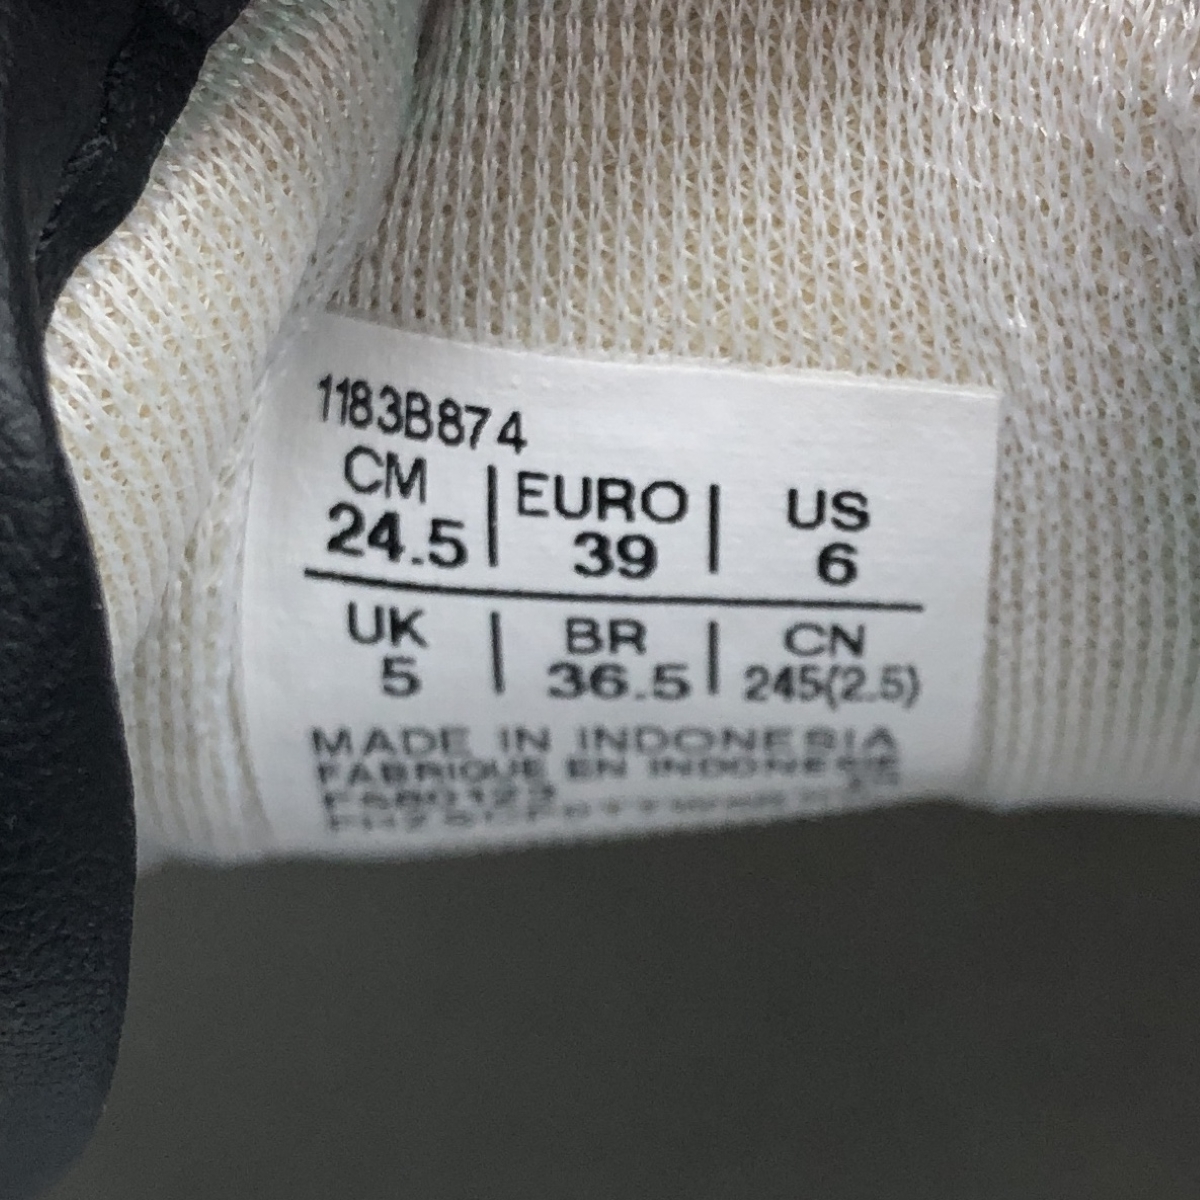 1183B874
CM | EURO | US
24.5 | 39 | 6
UK | BR | CN
5 | 36.5 | 245(2.5)
MADE IN INDONESIA
FABRIQUE EN INDONESIE